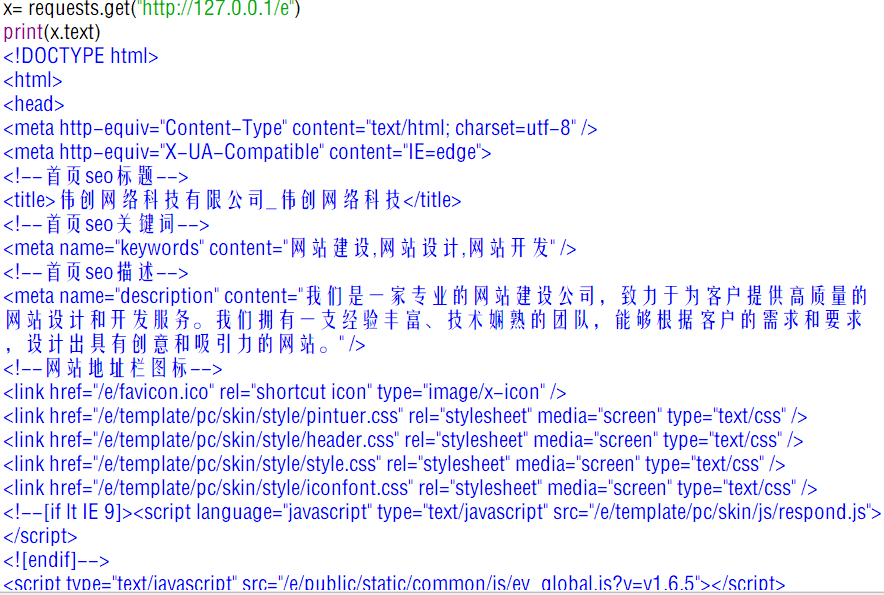 x= requests.get("http://127.0.0.1/e")
print(x.text)
<!DOCTYPE html>
<html>
<head>
<meta http-equiv="Content-Type" content="text/html; charset=utf-8" />
<meta http-equiv="X-UA-Compatible" content="IE=edge">
<!--首页seo标题-->
<title>伟创网络科技有限公司_伟创网络科技</title>
<!--首页seo关键词-->
<meta name="keywords" content="网站建设,网站设计,网站开发" />
<!--首页seo描述-->
<meta name="description" content="我们是一家专业的网站建设公司，致力于为客户提供高质量的
网站设计和开发服务。我们拥有一支经验丰富、技术娴熟的团队，能够根据客户的需求和要求
，设计出具有创意和吸引力的网站。" />
<!--网站地址栏图标-->
<link href="/e/favicon.ico" rel="shortcut icon" type="image/x-icon" />
<link href="/e/template/pc/skin/style/pintuer.css" rel="stylesheet" media="screen" type="text/css" />
<link href="/e/template/pc/skin/style/header.css" rel="stylesheet" media="screen" type="text/css" />
<link href="/e/template/pc/skin/style/style.css" rel="stylesheet" media="screen" type="text/css" />
<link href="/e/template/pc/skin/style/iconfont.css" rel="stylesheet" media="screen" type="text/css" />
<!--[if lt IE 9]><script language="javascript" type="text/javascript" src="/e/template/pc/skin/js/respond.js">
</script>
<![endif]-->
<script type="text/javascript" src="/e/public/static/common/js/ey_global.js?v=v1.6.5"></script>